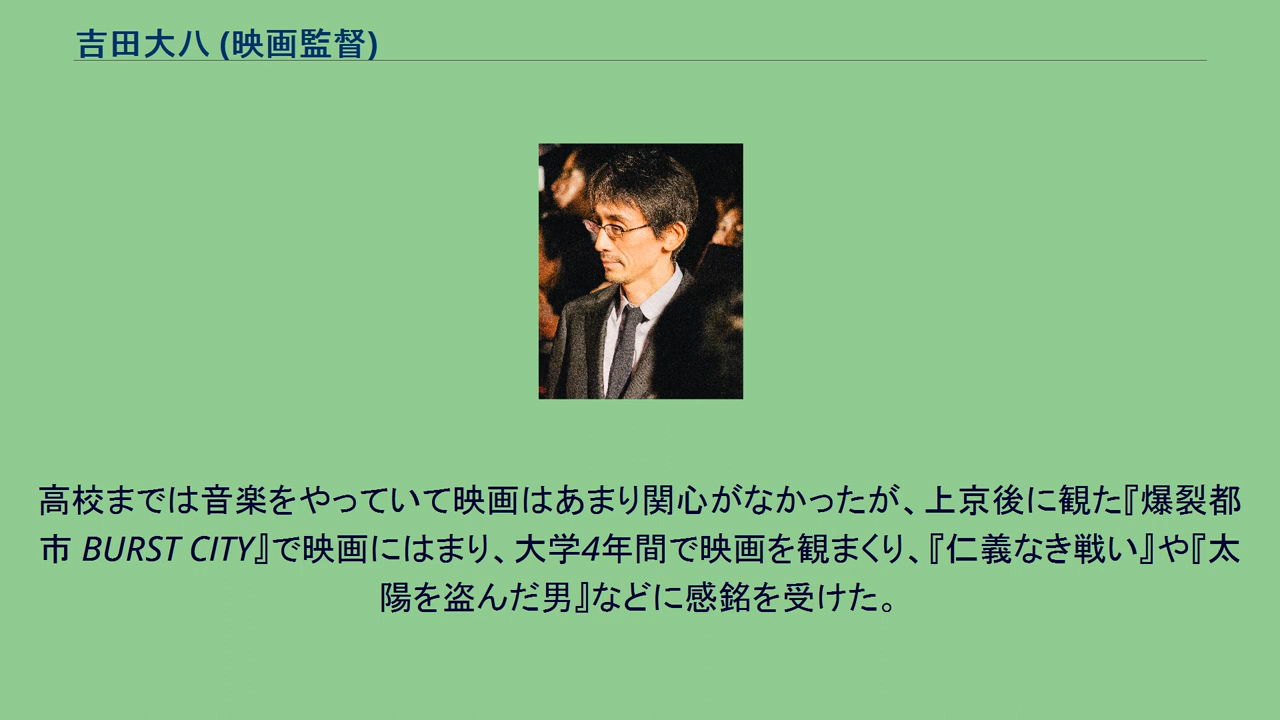 吉田大八 (映画監督)
高校までは音楽をやっていて映画はあまり関心がなかったが、上京後に観た『爆裂都
市 BURST CITY』で映画にはまり、大学4年間で映画を観まくり、『仁義なき戦い』や『太
陽を盗んだ男』などに感銘を受けた。